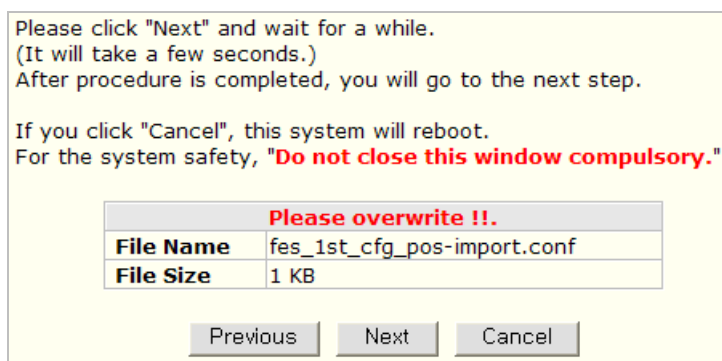 Please click "Next" and wait for a while.
(It will take a few seconds.)
After procedure is completed, you will go to the next step.
If you click "Cancel", this system will reboot.
For the system safety, "Do not close this window compulsory."
Please overwrite !!.
File Name fes_1st_cfg_pos-import.conf
File Size 1 KB
Previous Next Cancel